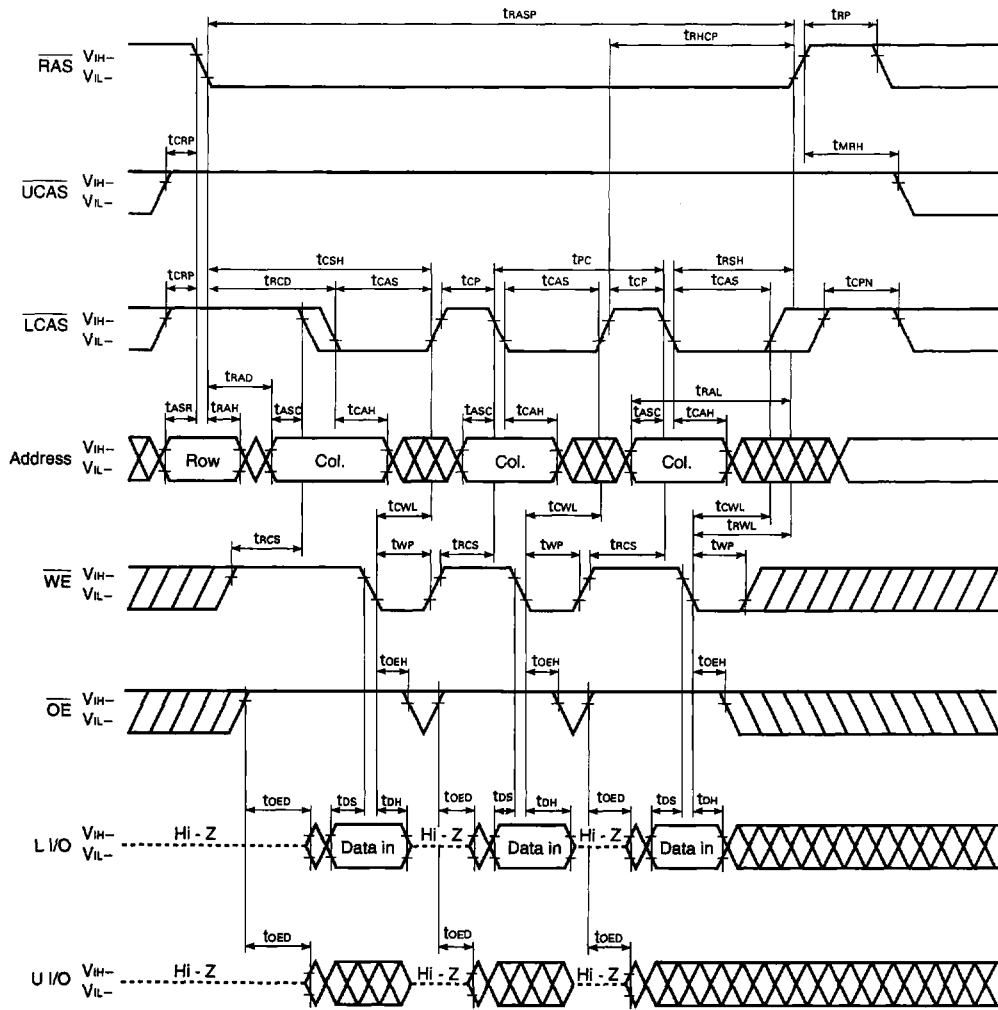 tRASP
tRP
tRHCP
RAS VIH–
VIL–
tCRP
tMRH
UCAS VIH–
VIL–
tCSH
tPC
tRSH
tCRP
tRCD
tCAS
tCP
tCAS
tCP
tCAS
tCPN
LCAS VIH–
VIL–
tRAD
tRAL
tASR
tRAH
tASC
tCAH
tASC
tCAH
tASC
tCAH
Address VIH–
VIL–
Row
Col.
Col.
Col.
tCWL
tCWL
tCWL
tRWL
tRCS
tWP
tRCS
tWP
tRCS
tWP
WE VIH–
VIL–
tOEH
tOEH
tOEH
OE VIH–
VIL–
tOED
tDS
tDH
tOED
tDS
tDH
tOED
tDS
tDH
L I/O VIH–
VIL–
Hi - Z
Data in
Hi - Z
Data in
Hi - Z
Data in
tOED
tOED
tOED
U I/O VIH–
VIL–
Hi - Z
Hi - Z
Hi - Z